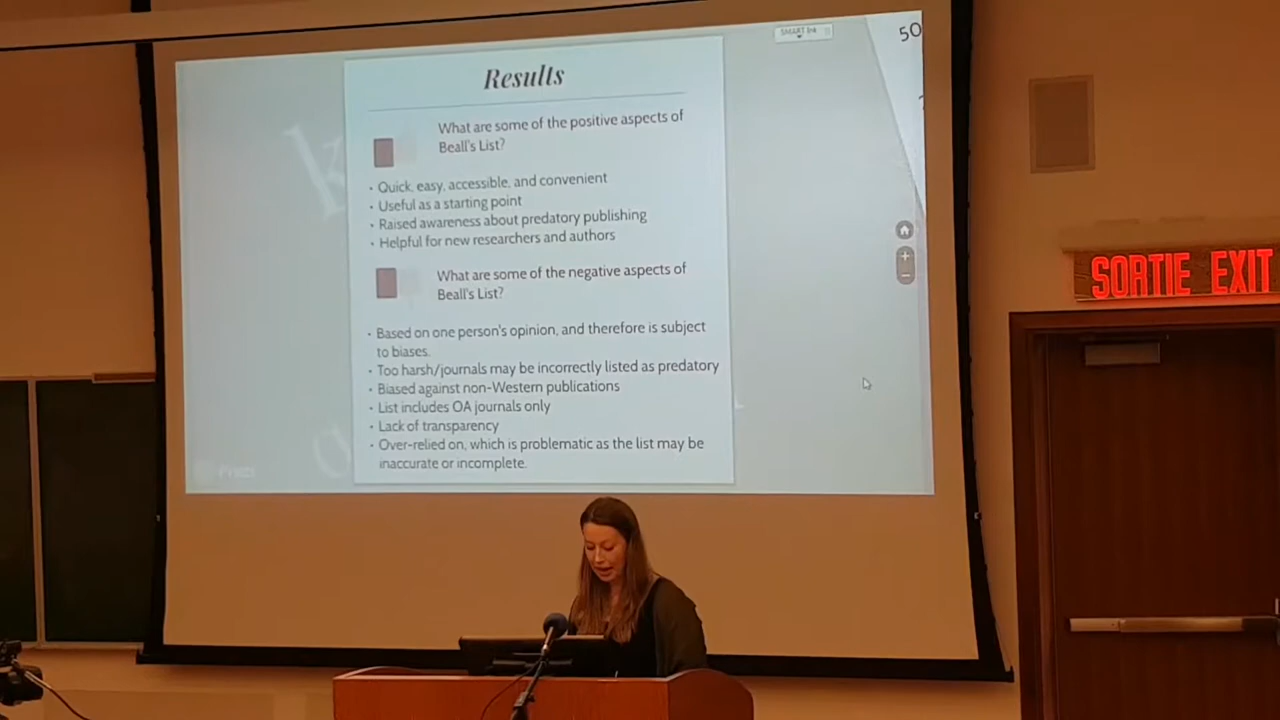 SMART Ink
50
Results
What are some of the positive aspects of
Beall's List?
• Quick, easy, accessible, and convenient
• Useful as a starting point
• Raised awareness about predatory publishing
• Helpful for new researchers and authors
What are some of the negative aspects of
Beall's List?
• Based on one person's opinion, and therefore is subject
to biases.
• Too harsh/journals may be incorrectly listed as predatory
• Biased against non-Western publications
• List includes OA journals only
• Lack of transparency
• Over-relied on, which is problematic as the list may be
inaccurate or incomplete.
Prezi
SORTIE EXIT